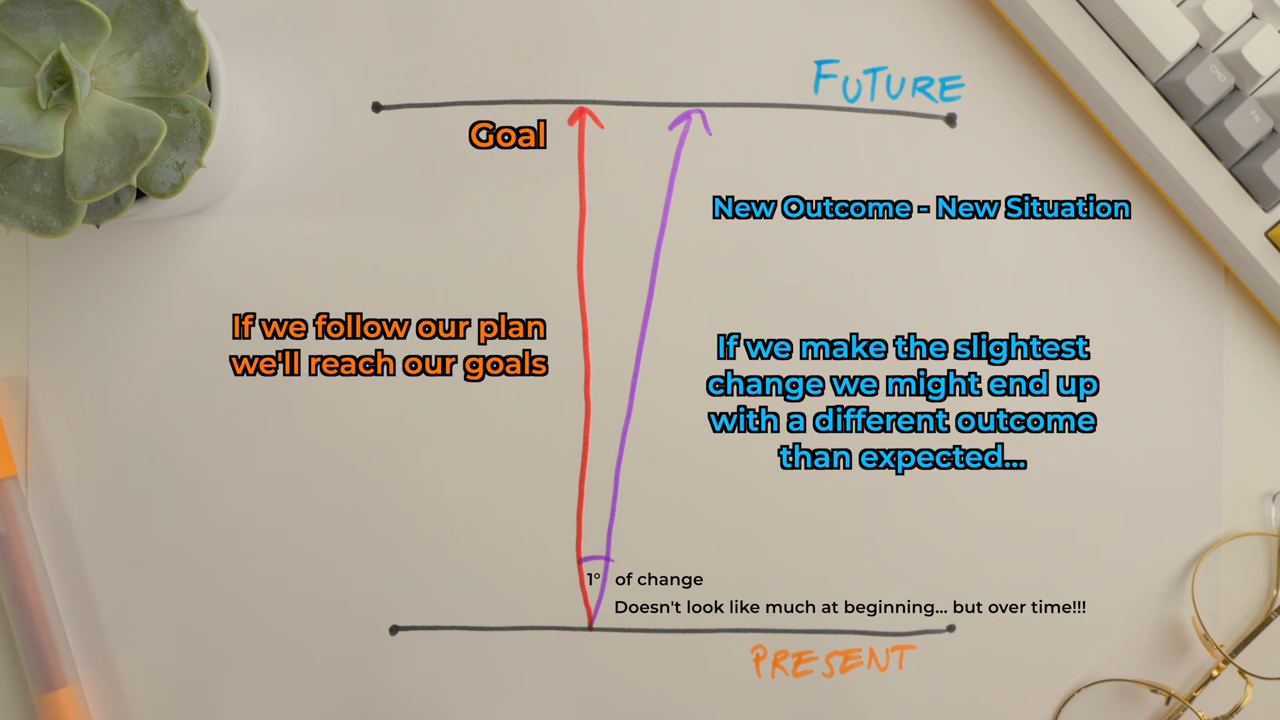 FUTURE
Goal
New Outcome - New Situation
If we follow our plan
we'll reach our goals
If we make the slightest
change we might end up
with a different outcome
than expected...
1° of change
Doesn't look like much at beginning... but over time!!!
PRESENT
CMD
FN